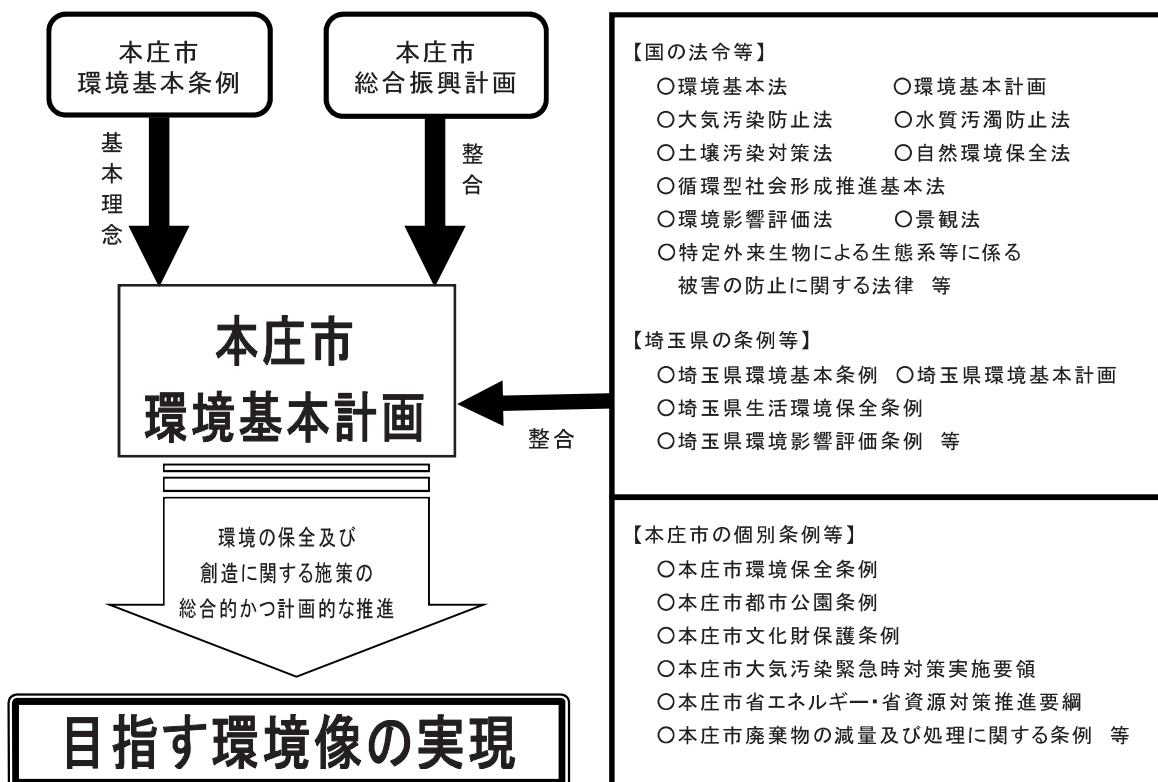 本庄市
環境基本条例
本庄市
総合振興計画
基本理念
整合
本庄市
環境基本計画
整合
環境の保全及び
創造に関する施策の
総合的かつ計画的な推進
目指す環境像の実現
【国の法令等】
○環境基本法 ○環境基本計画
○大気汚染防止法 ○水質汚濁防止法
○土壌汚染対策法 ○自然環境保全法
○循環型社会形成推進基本法
○環境影響評価法 ○景観法
○特定外来生物による生態系等に係る
被害の防止に関する法律 等
【埼玉県の条例等】
○埼玉県環境基本条例 ○埼玉県環境基本計画
○埼玉県生活環境保全条例
○埼玉県環境影響評価条例 等
【本庄市の個別条例等】
○本庄市環境保全条例
○本庄市都市公園条例
○本庄市文化財保護条例
○本庄市大気汚染緊急時対策実施要領
○本庄市省エネルギー・省資源対策推進要綱
○本庄市廃棄物の減量及び処理に関する条例 等